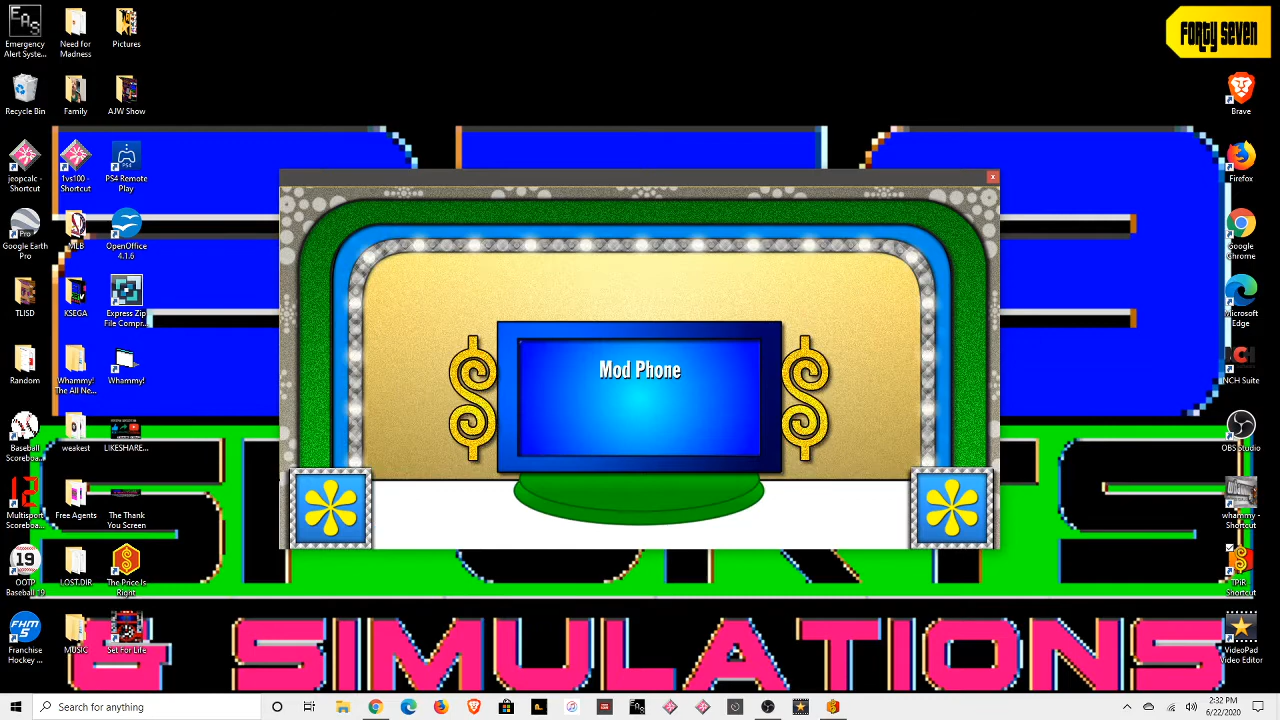 Emergency
Alert Syste...
Need for
Madness
Pictures
FORTY SEVEN
Recycle Bin
Family
AJW Show
Brave
jeopcalc -
Shortcut
1vs100 -
Shortcut
PS4 Remote
Play
Firefox
Google Earth
Pro
MLB
OpenOffice
4.1.6
Google
Chrome
TLISD
KSEGA
Express Zip
File Compr...
Microsoft
Edge
Mod Phone
Random
Whammy!
The All Ne...
Whammy!
NCH Suite
Baseball
Scoreboa...
weakest
LIKESHARE...
OBS Studio
12
Multisport
Scoreboa...
Free Agents
The Thank
You Screen
whammy -
Shortcut
19
OOTP
Baseball 19
LOST.DIR
The Price Is
Right
TPiR
Shortcut
FHM
Franchise
Hockey ...
MUSIC
Set For Life
VideoPad
Video Editor
& SIMULATIONS
Search for anything
2:32 PM
6/22/2020